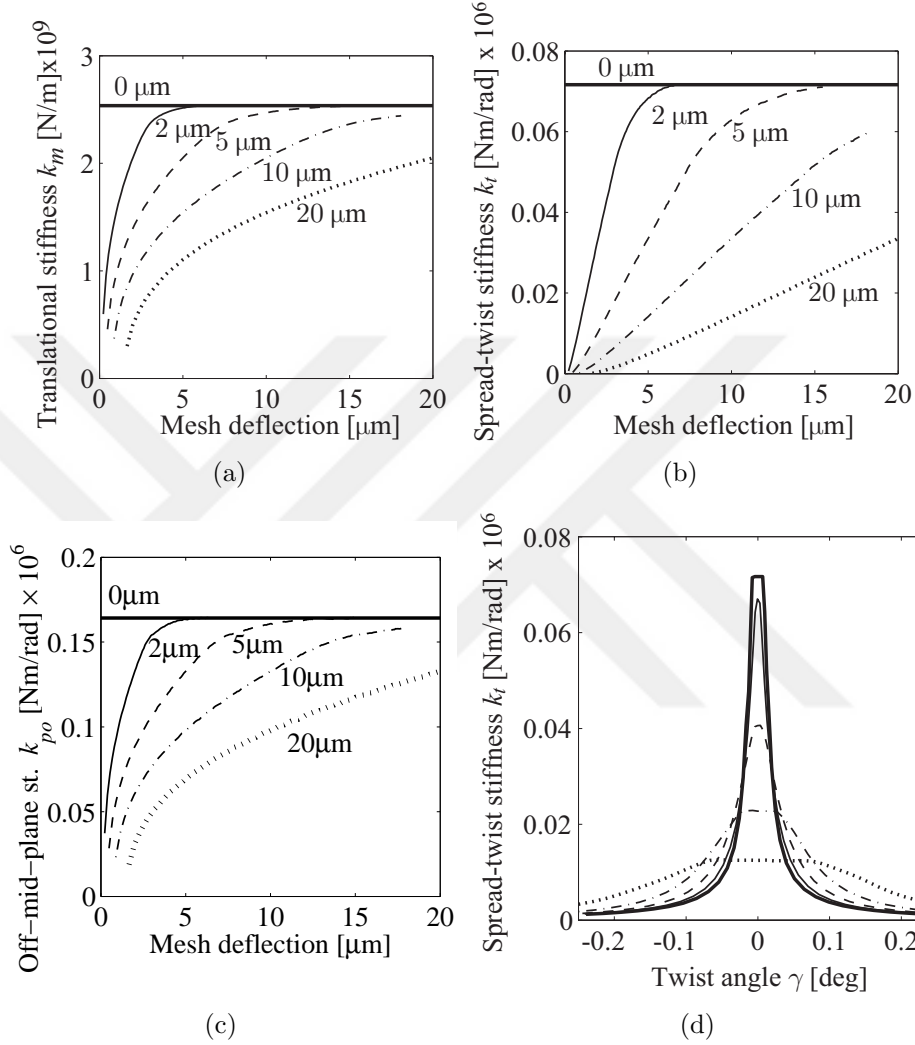 Translational stiffness k_m [N/m]x10^9
3
2
1
0
0 μm
2 μm
5 μm
10 μm
20 μm
0 5 10 15 20
Mesh deflection [μm]
(a)
Spread-twist stiffness k_t [Nm/rad] x 10^6
0.08
0.06
0.04
0.02
0
0 μm
2 μm
5 μm
10 μm
20 μm
0 5 10 15 20
Mesh deflection [μm]
(b)
Off−mid−plane st. k_po [Nm/rad] × 10^6
0.2
0.15
0.1
0.05
0
0μm
2μm
5μm
10μm
20μm
0 5 10 15 20
Mesh deflection [μm]
(c)
Spread-twist stiffness k_t [Nm/rad] x 10^6
0.08
0.06
0.04
0.02
0
-0.2 -0.1 0 0.1 0.2
Twist angle γ [deg]
(d)